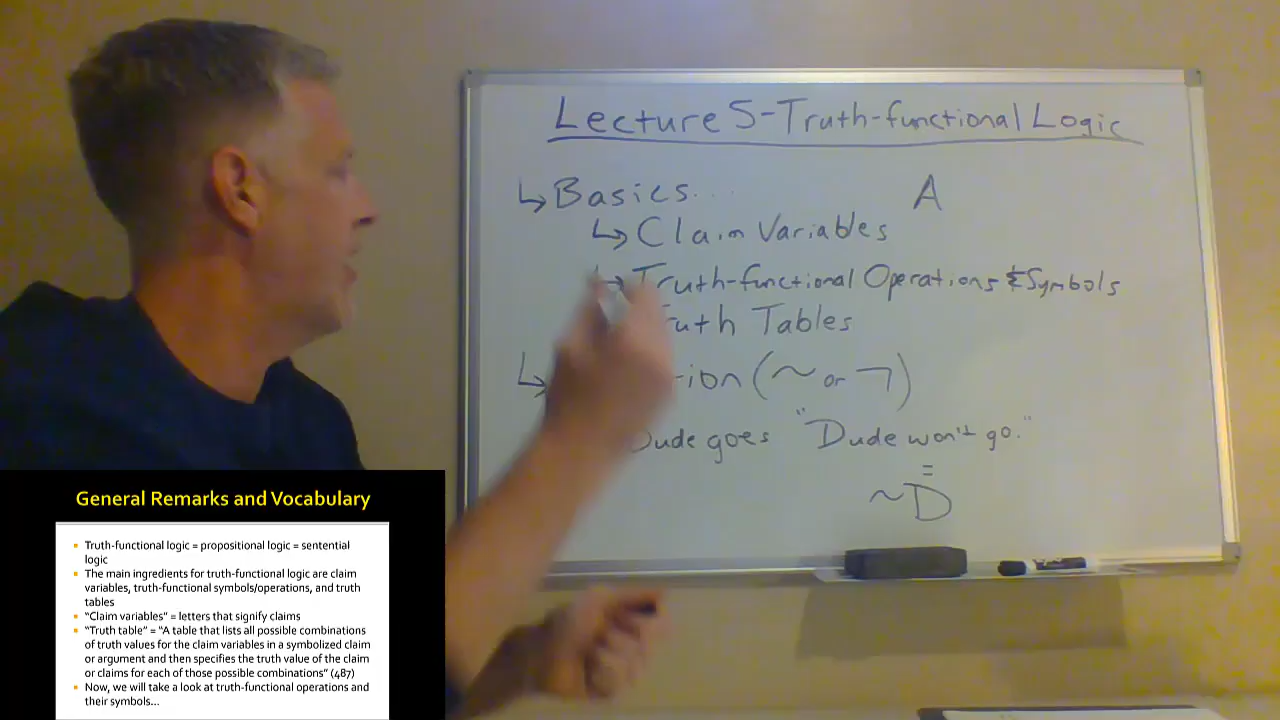 Lecture 5-Truth-functional Logic
↳ Basics...
A
↳ Claim Variables
Truth-functional Operations & Symbols
Tables
(~ or ¬)
Dude goes "Dude won't go."
=
~D
General Remarks and Vocabulary
Truth-functional logic = propositional logic = sentential
logic
The main ingredients for truth-functional logic are claim
variables, truth-functional symbols/operations, and truth
tables
"Claim variables" = letters that signify claims
"Truth table" = "A table that lists all possible combinations
of truth values for the claim variables in a symbolized claim
or argument and then specifies the truth value of the claim
or claims for each of those possible combinations" (487)
Now, we will take a look at truth-functional operations and
their symbols...